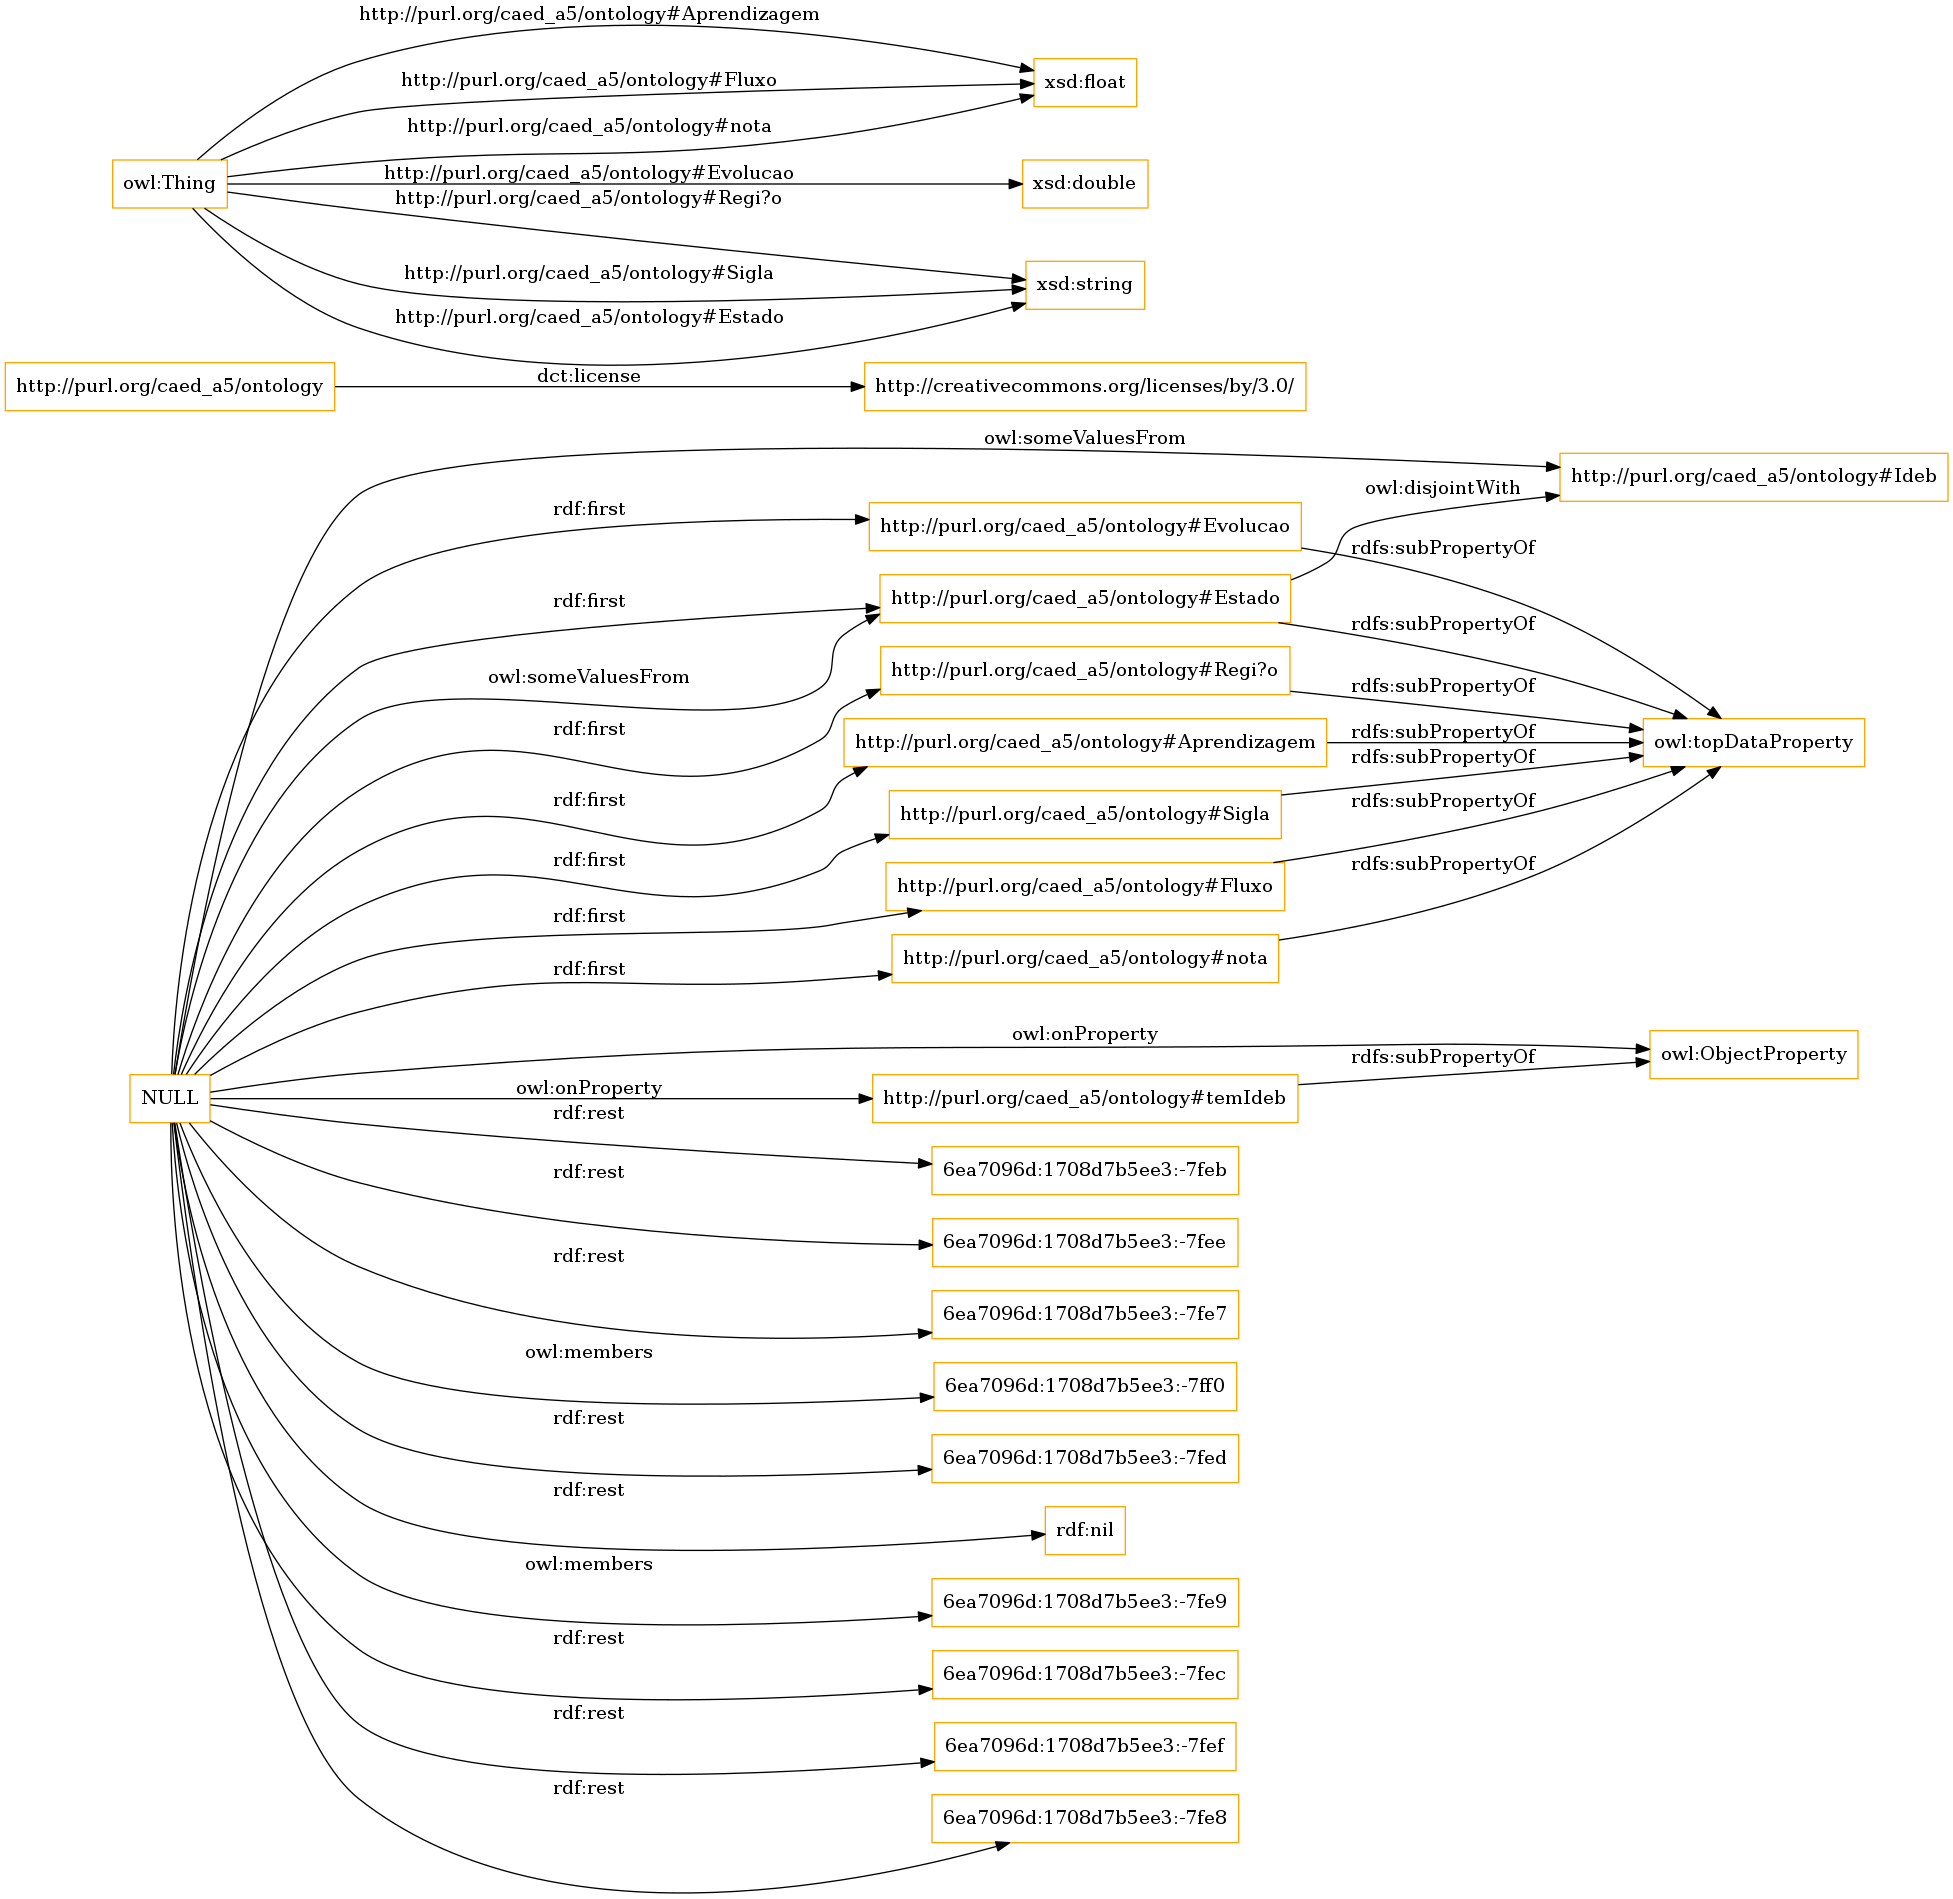 http://purl.org/caed_a5/ontology#Aprendizagem
xsd:float
http://purl.org/caed_a5/ontology#Fluxo
http://purl.org/caed_a5/ontology#nota
owl:Thing
http://purl.org/caed_a5/ontology#Evolucao
xsd:double
http://purl.org/caed_a5/ontology#Regi?o
http://purl.org/caed_a5/ontology#Sigla
xsd:string
http://purl.org/caed_a5/ontology#Estado
http://purl.org/caed_a5/ontology
dct:license
http://creativecommons.org/licenses/by/3.0/
owl:someValuesFrom
http://purl.org/caed_a5/ontology#Ideb
owl:disjointWith
rdf:first
http://purl.org/caed_a5/ontology#Evolucao
rdfs:subPropertyOf
rdf:first
http://purl.org/caed_a5/ontology#Estado
rdfs:subPropertyOf
owl:someValuesFrom
http://purl.org/caed_a5/ontology#Regi?o
rdfs:subPropertyOf
rdf:first
http://purl.org/caed_a5/ontology#Aprendizagem
rdfs:subPropertyOf
owl:topDataProperty
rdfs:subPropertyOf
rdf:first
http://purl.org/caed_a5/ontology#Sigla
rdfs:subPropertyOf
rdf:first
http://purl.org/caed_a5/ontology#Fluxo
rdfs:subPropertyOf
rdf:first
http://purl.org/caed_a5/ontology#nota
rdf:first
owl:onProperty
owl:ObjectProperty
rdfs:subPropertyOf
NULL
owl:onProperty
http://purl.org/caed_a5/ontology#temIdeb
rdf:rest
6ea7096d:1708d7b5ee3:-7feb
rdf:rest
6ea7096d:1708d7b5ee3:-7fee
rdf:rest
6ea7096d:1708d7b5ee3:-7fe7
owl:members
6ea7096d:1708d7b5ee3:-7ff0
rdf:rest
6ea7096d:1708d7b5ee3:-7fed
rdf:rest
rdf:nil
owl:members
6ea7096d:1708d7b5ee3:-7fe9
rdf:rest
6ea7096d:1708d7b5ee3:-7fec
rdf:rest
6ea7096d:1708d7b5ee3:-7fef
rdf:rest
6ea7096d:1708d7b5ee3:-7fe8